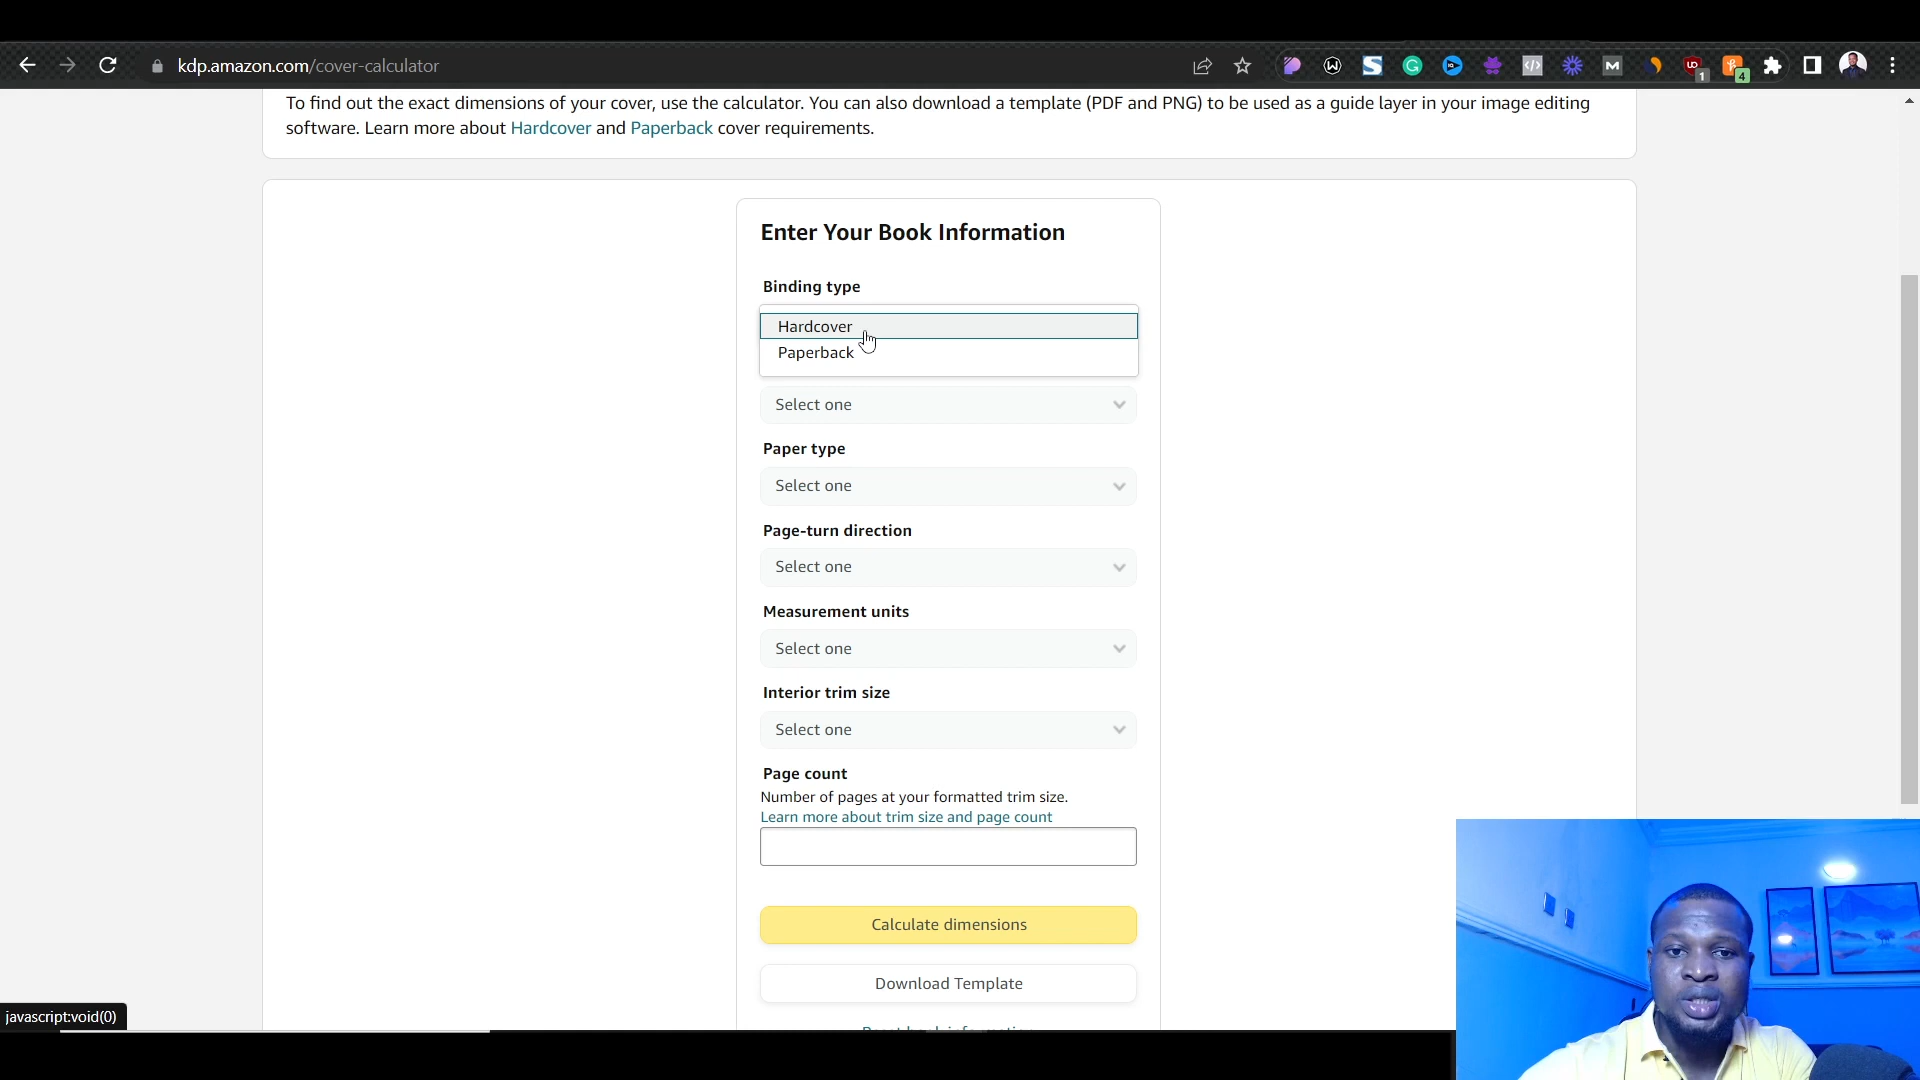 kdp.amazon.com/cover-calculator
1
4
To find out the exact dimensions of your cover, use the calculator. You can also download a template (PDF and PNG) to be used as a guide layer in your image editing
software. Learn more about Hardcover and Paperback cover requirements.
Enter Your Book Information
Binding type
Hardcover
Paperback
Select one
Paper type
Select one
Page-turn direction
Select one
Measurement units
Select one
Interior trim size
Select one
Page count
Number of pages at your formatted trim size.
Learn more about trim size and page count
Calculate dimensions
Download Template
javascript:void(0)